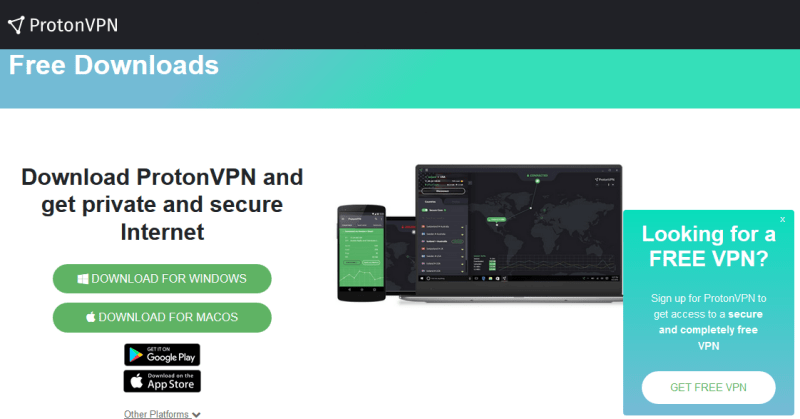 ProtonVPN
Free Downloads
Download ProtonVPN and
get private and secure
Internet
DOWNLOAD FOR WINDOWS
DOWNLOAD FOR MACOS
GET IT ON
Google Play
Download on the
App Store
Other Platforms
x
Looking for a
FREE VPN?
Sign up for ProtonVPN to
get access to a secure
and completely free
VPN
GET FREE VPN